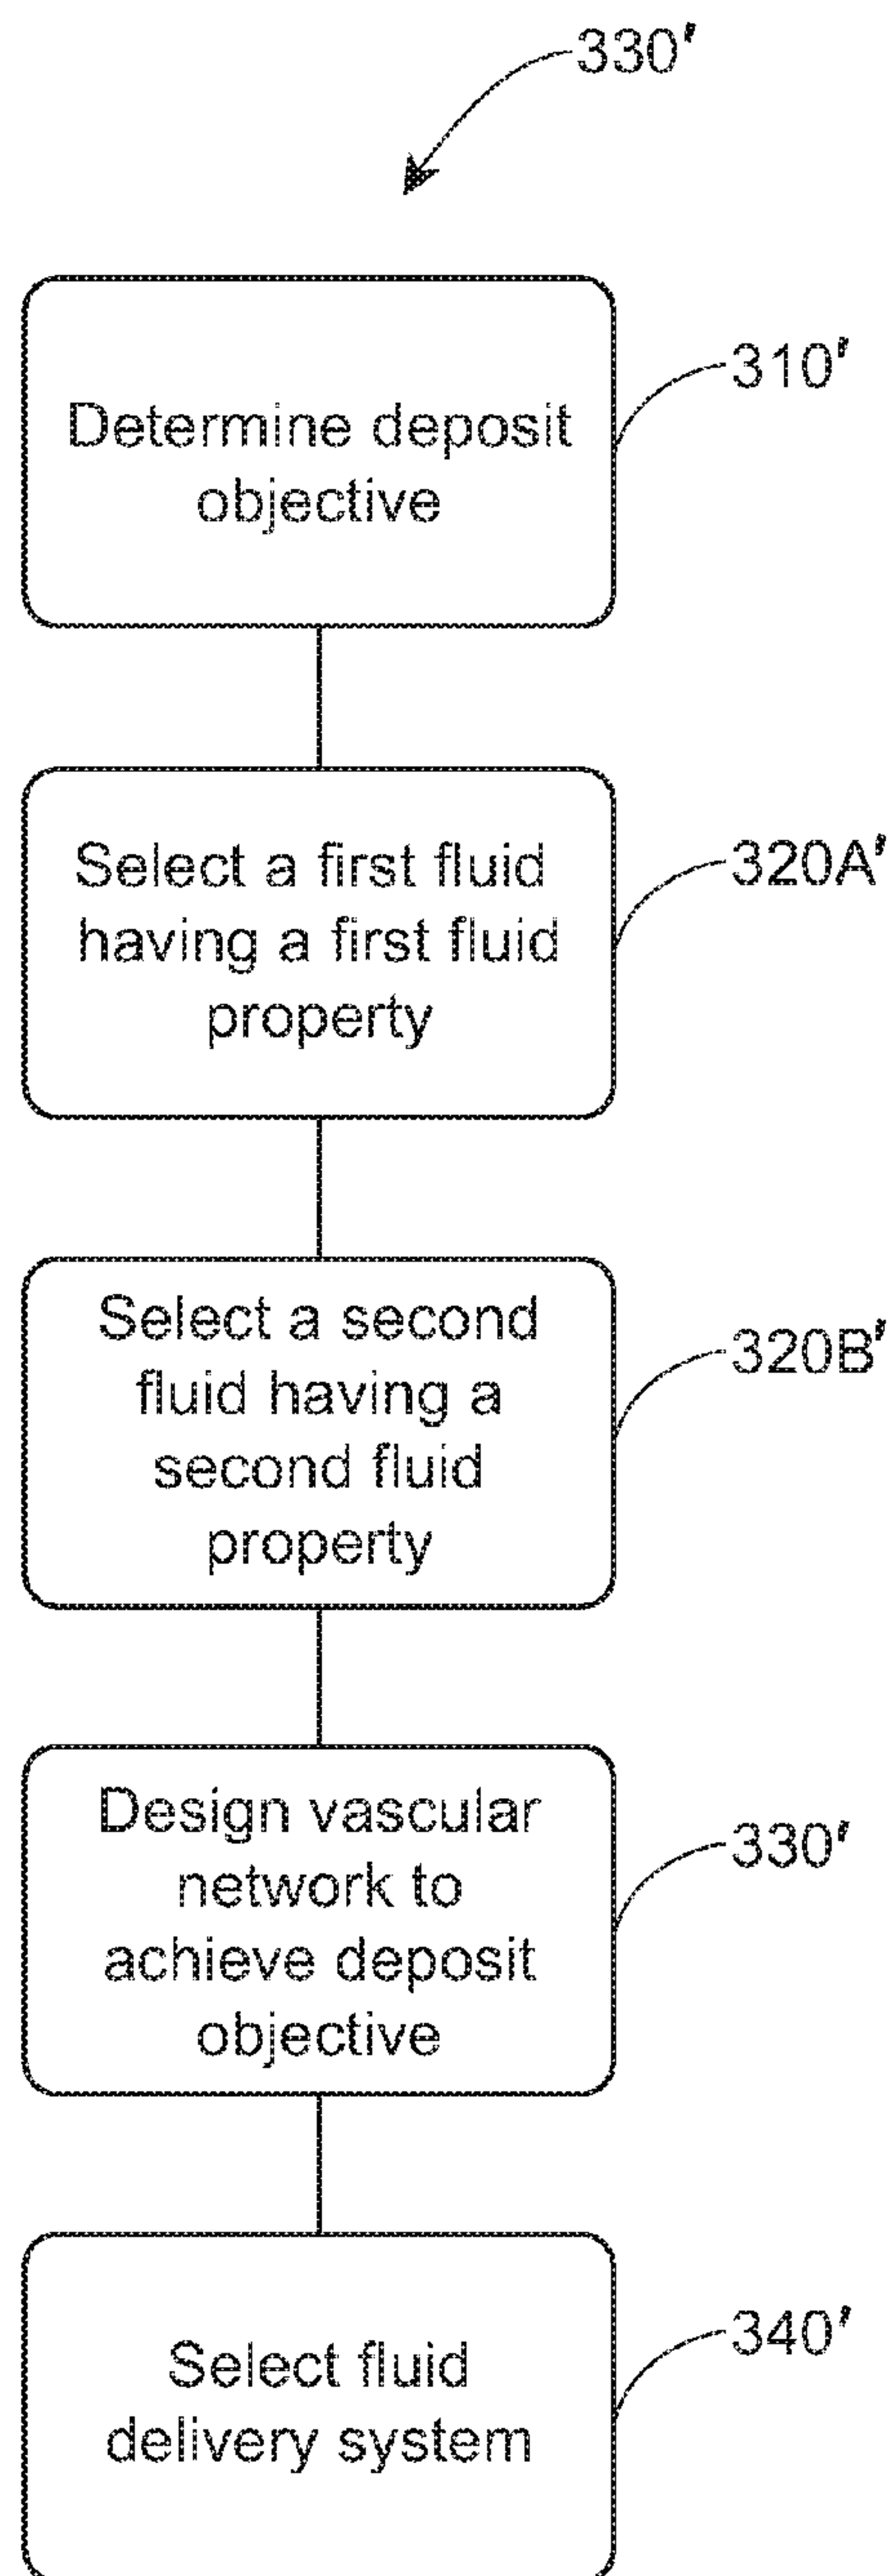 330'
Determine deposit
objective
310'
Select a first fluid
having a first fluid
property
320A'
Select a second
fluid having a
second fluid
property
320B'
Design vascular
network to
achieve deposit
objective
330'
Select fluid
delivery system
340'